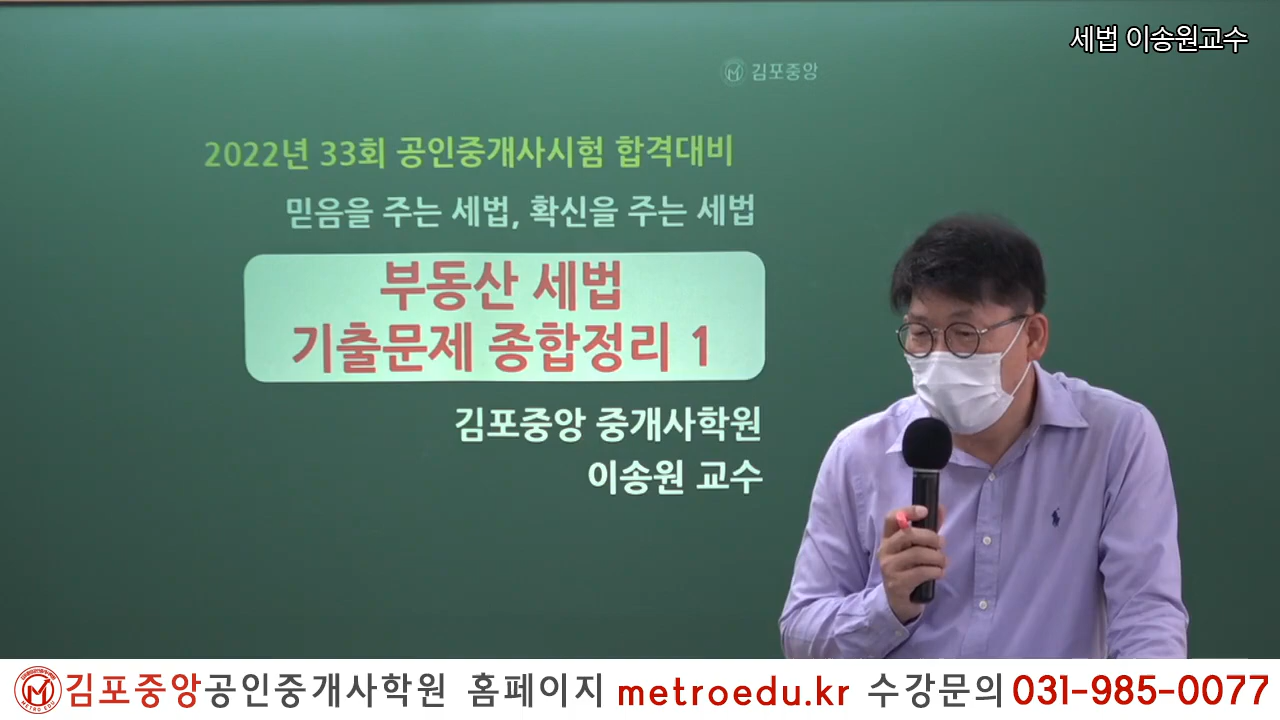 세법 이송원교수
김포중앙
2022년 33회 공인중개사시험 합격대비
믿음을 주는 세법, 확신을 주는 세법
부동산 세법
기출문제 종합정리 1
김포중앙 중개사학원
이송원 교수
김포중앙공인중개사학원 홈페이지 metroedu.kr 수강문의 031-985-0077